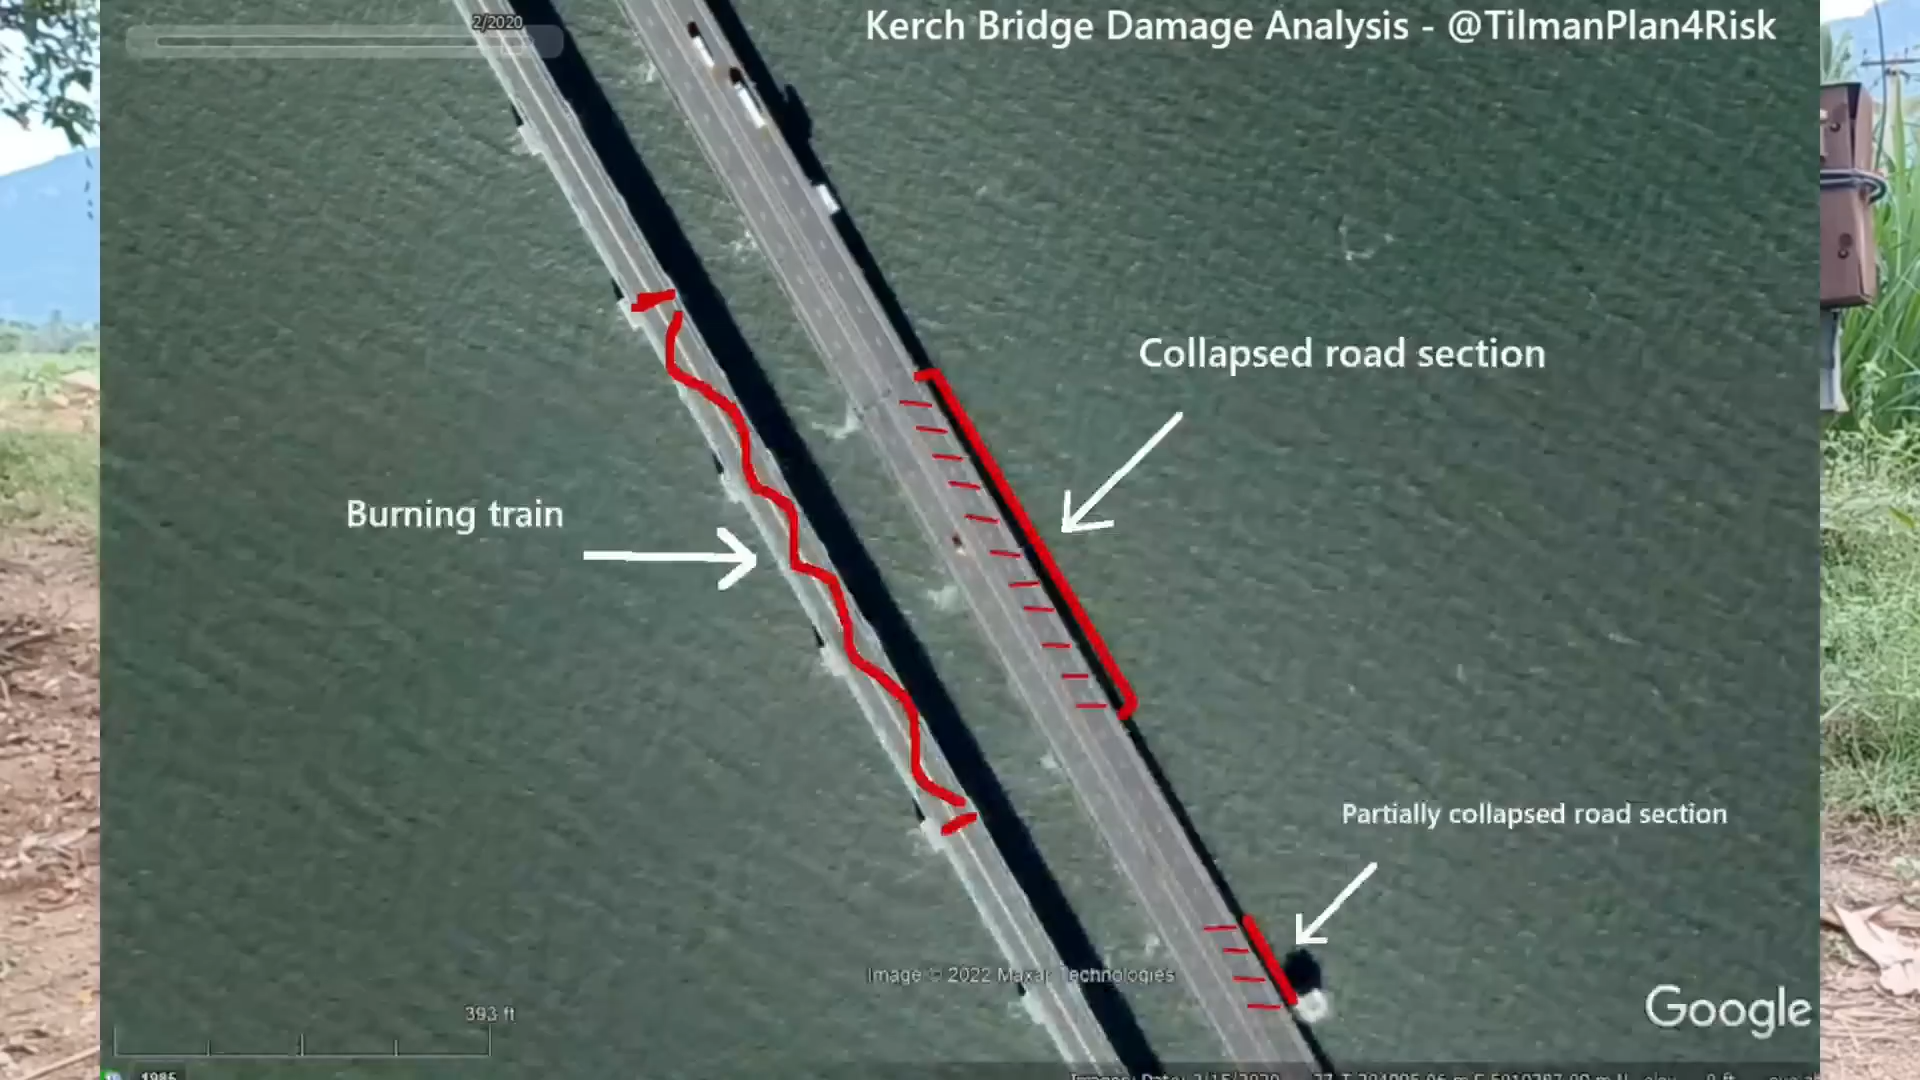 2/2020
Kerch Bridge Damage Analysis - @TilmanPlan4Risk
Collapsed road section
Burning train
Partially collapsed road section
Image © 2022 Maxar Technologies
393 ft
Google
1985